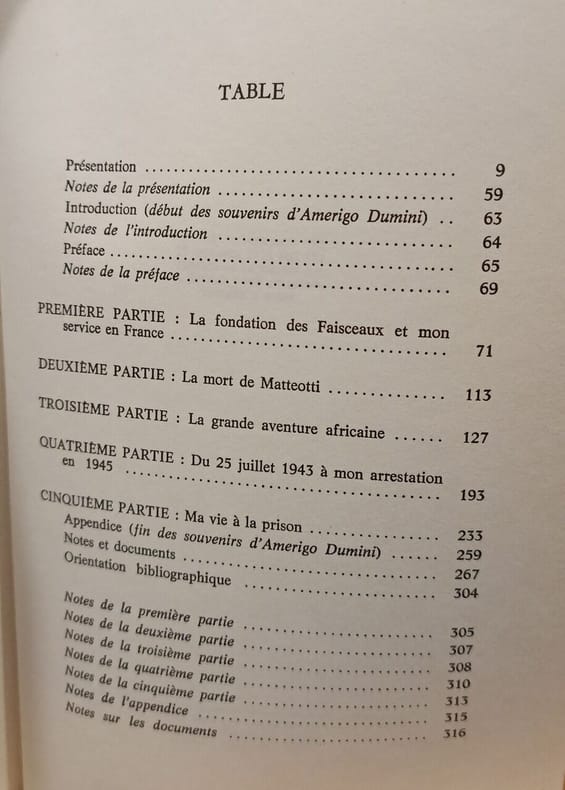 TABLE
Présentation ........................................ 9
Notes de la présentation ................................ 59
Introduction (début des souvenirs d'Amerigo Dumini) .. 63
Notes de l'introduction ................................ 64
Préface ............................................... 65
Notes de la préface .................................... 69
PREMIÈRE PARTIE : La fondation des Faisceaux et mon
service en France ...................................... 71
DEUXIÈME PARTIE : La mort de Matteotti .............. 113
TROISIÈME PARTIE : La grande aventure africaine ...... 127
QUATRIÈME PARTIE : Du 25 juillet 1943 à mon arrestation
en 1945 .......................................... 193
CINQUIÈME PARTIE : Ma vie à la prison ................ 233
Appendice (fin des souvenirs d'Amerigo Dumini) ...... 259
Notes et documents ................................... 267
Orientation bibliographique .......................... 304
Notes de la première partie .......................... 305
Notes de la deuxième partie .......................... 307
Notes de la troisième partie .......................... 308
Notes de la quatrième partie .......................... 310
Notes de la cinquième partie .......................... 313
Notes de l'appendice ................................ 315
Notes sur les documents ............................ 316